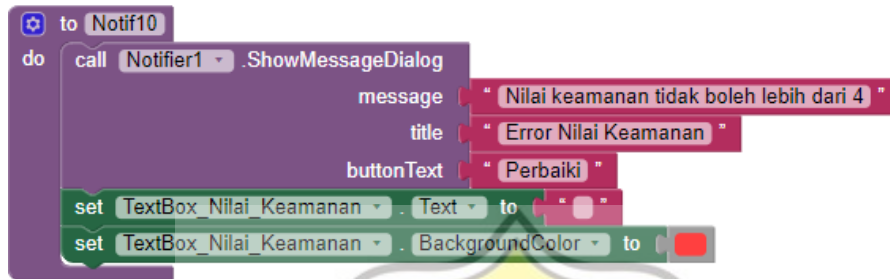 to Notif10
do call Notifier1 .ShowMessageDialog
message " Nilai keamanan tidak boleh lebih dari 4 "
title " Error Nilai Keamanan "
buttonText " Perbaiki "
set TextBox_Nilai_Keamanan . Text to " "
set TextBox_Nilai_Keamanan . BackgroundColor to